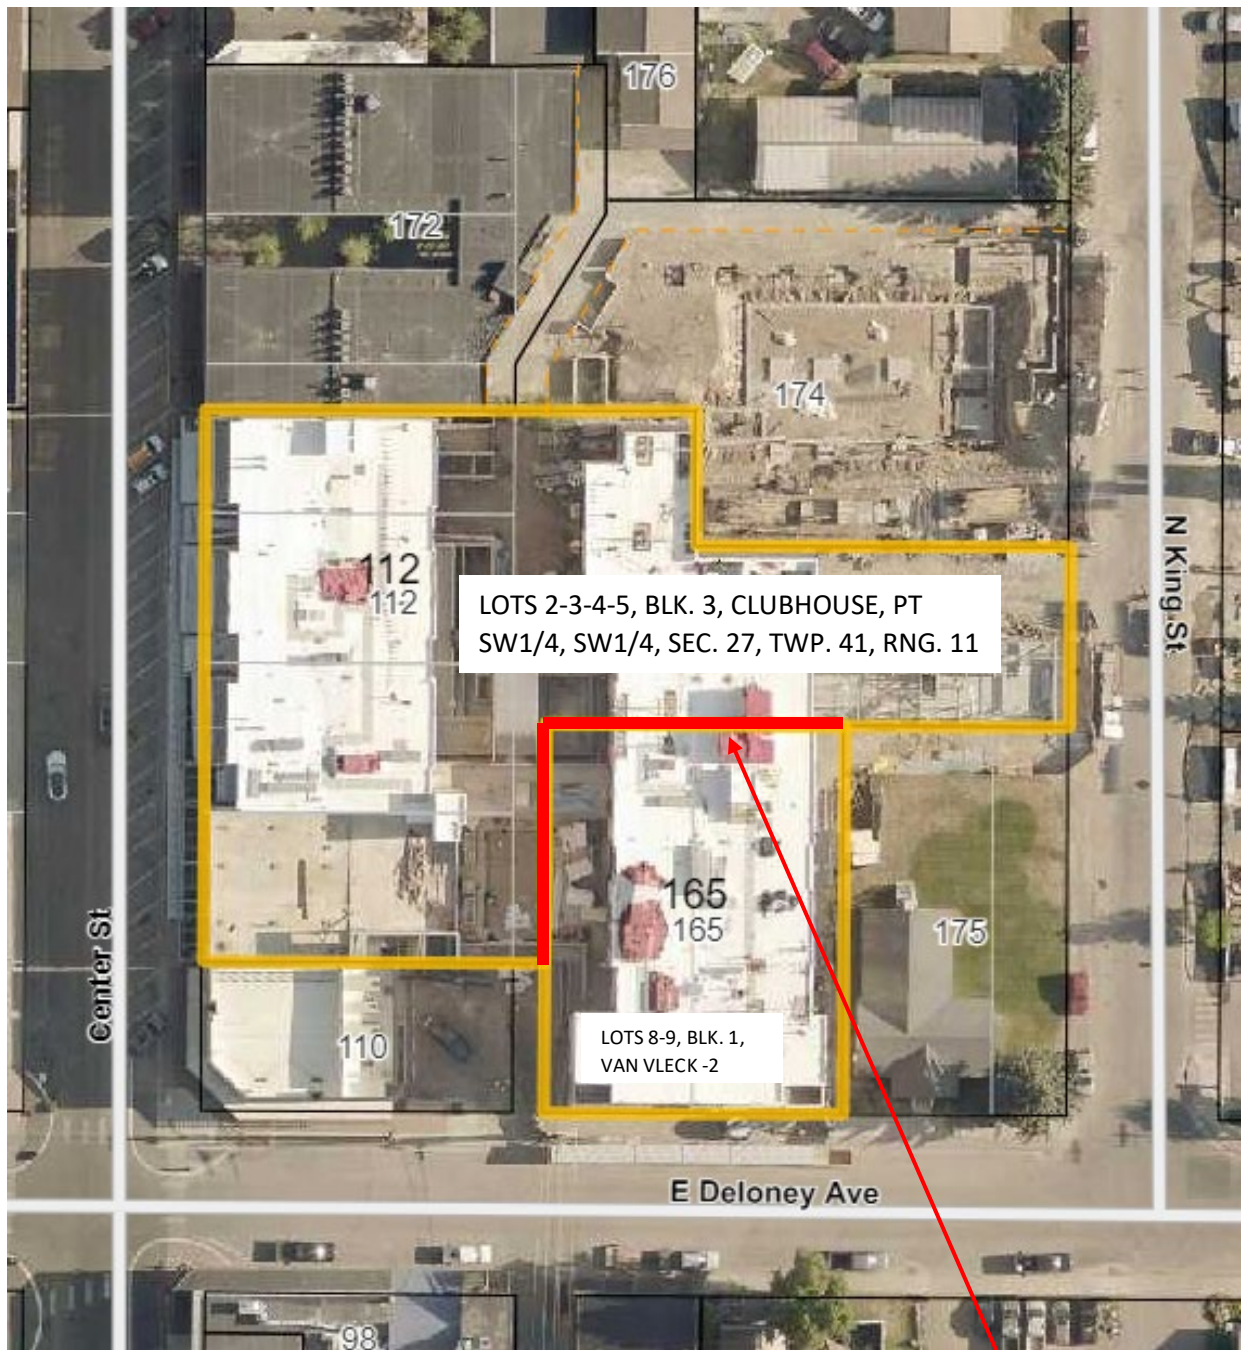 176
172
174
112
112
LOTS 2-3-4-5, BLK. 3, CLUBHOUSE, PT
SW1/4, SW1/4, SEC. 27, TWP. 41, RNG. 11
N King St
165
165
175
Center St
LOTS 8-9, BLK. 1,
VAN VLECK -2
110
E Deloney Ave
98